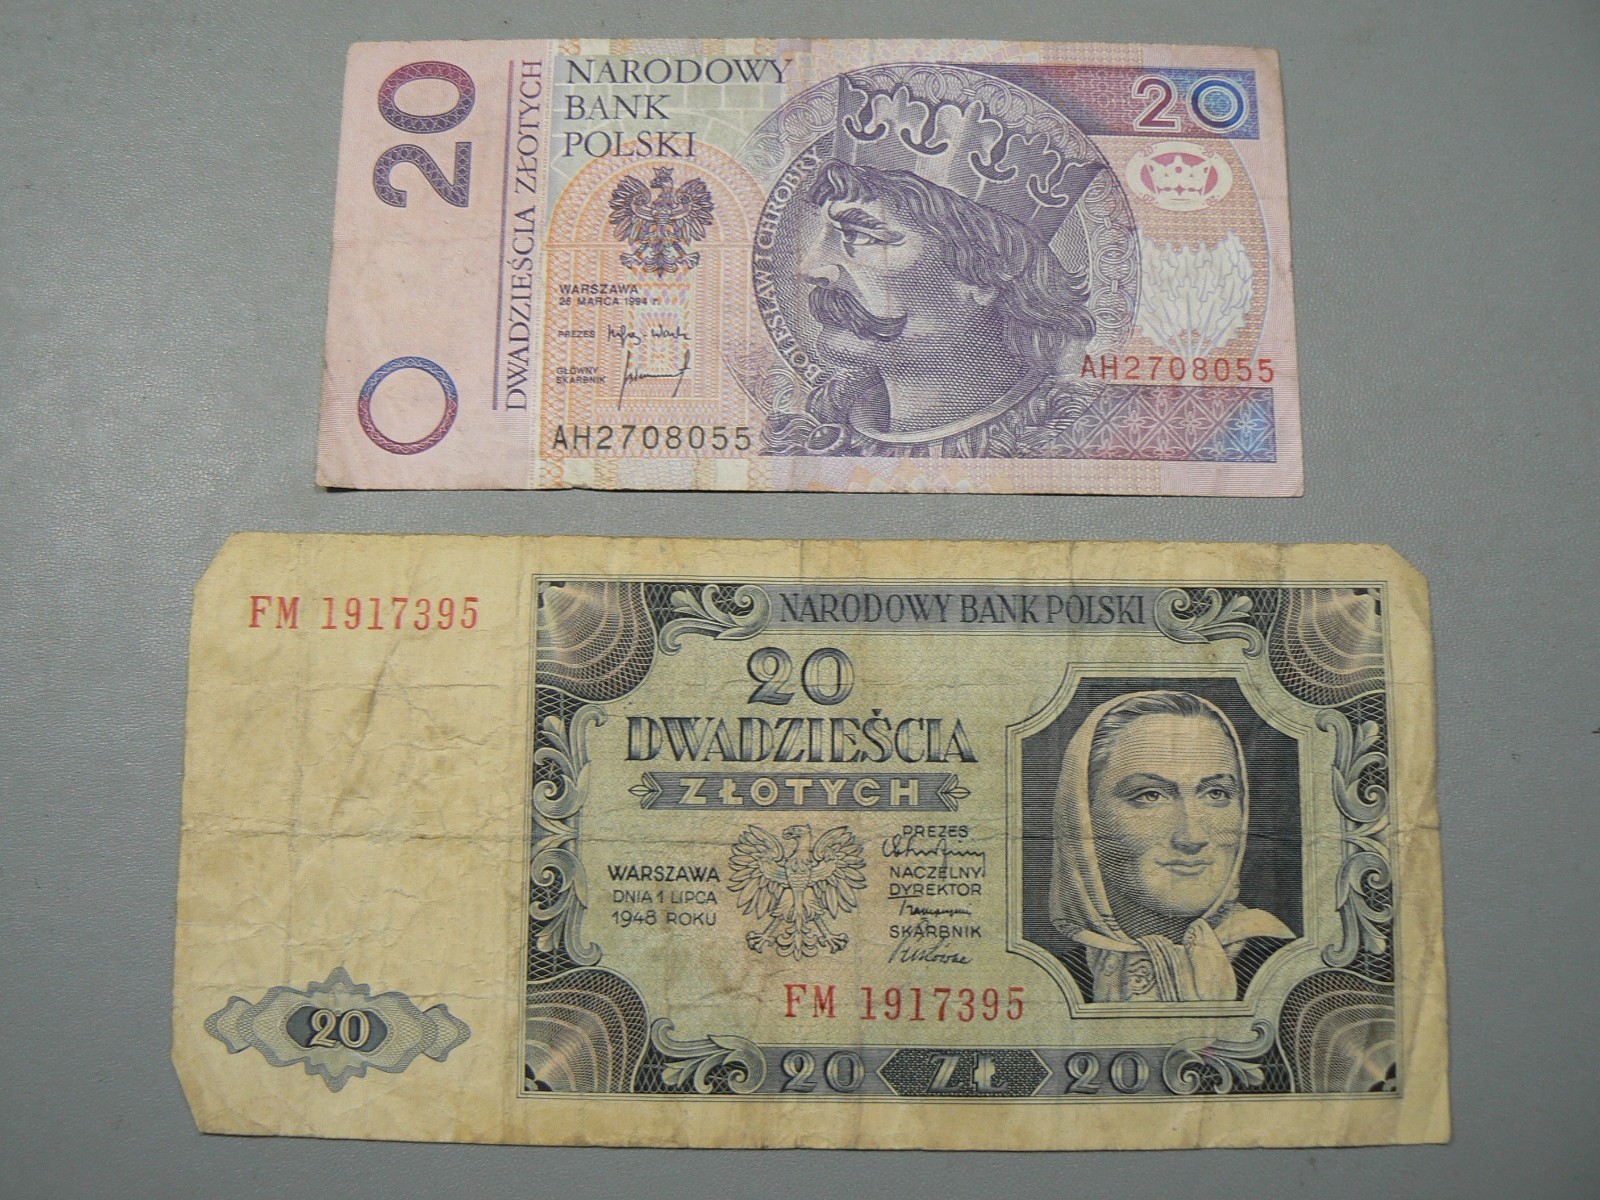 20
DWADZIEŚCIA ZŁOTYCH
NARODOWY
BANK
POLSKI
20
BOLESŁAW I CHROBRY
WARSZAWA
25 MARCA 1994 r.
PREZES
GŁÓWNY
SKARBNIK
AH2708055
AH2708055
FM 1917395
NARODOWY BANK POLSKI
20
DWADZIEŚCIA
ZŁOTYCH
WARSZAWA
DNIA 1 LIPCA
1948 ROKU
PREZES
NACZELNY
DYREKTOR
SKARBNIK
FM 1917395
20
20 ZŁ 20